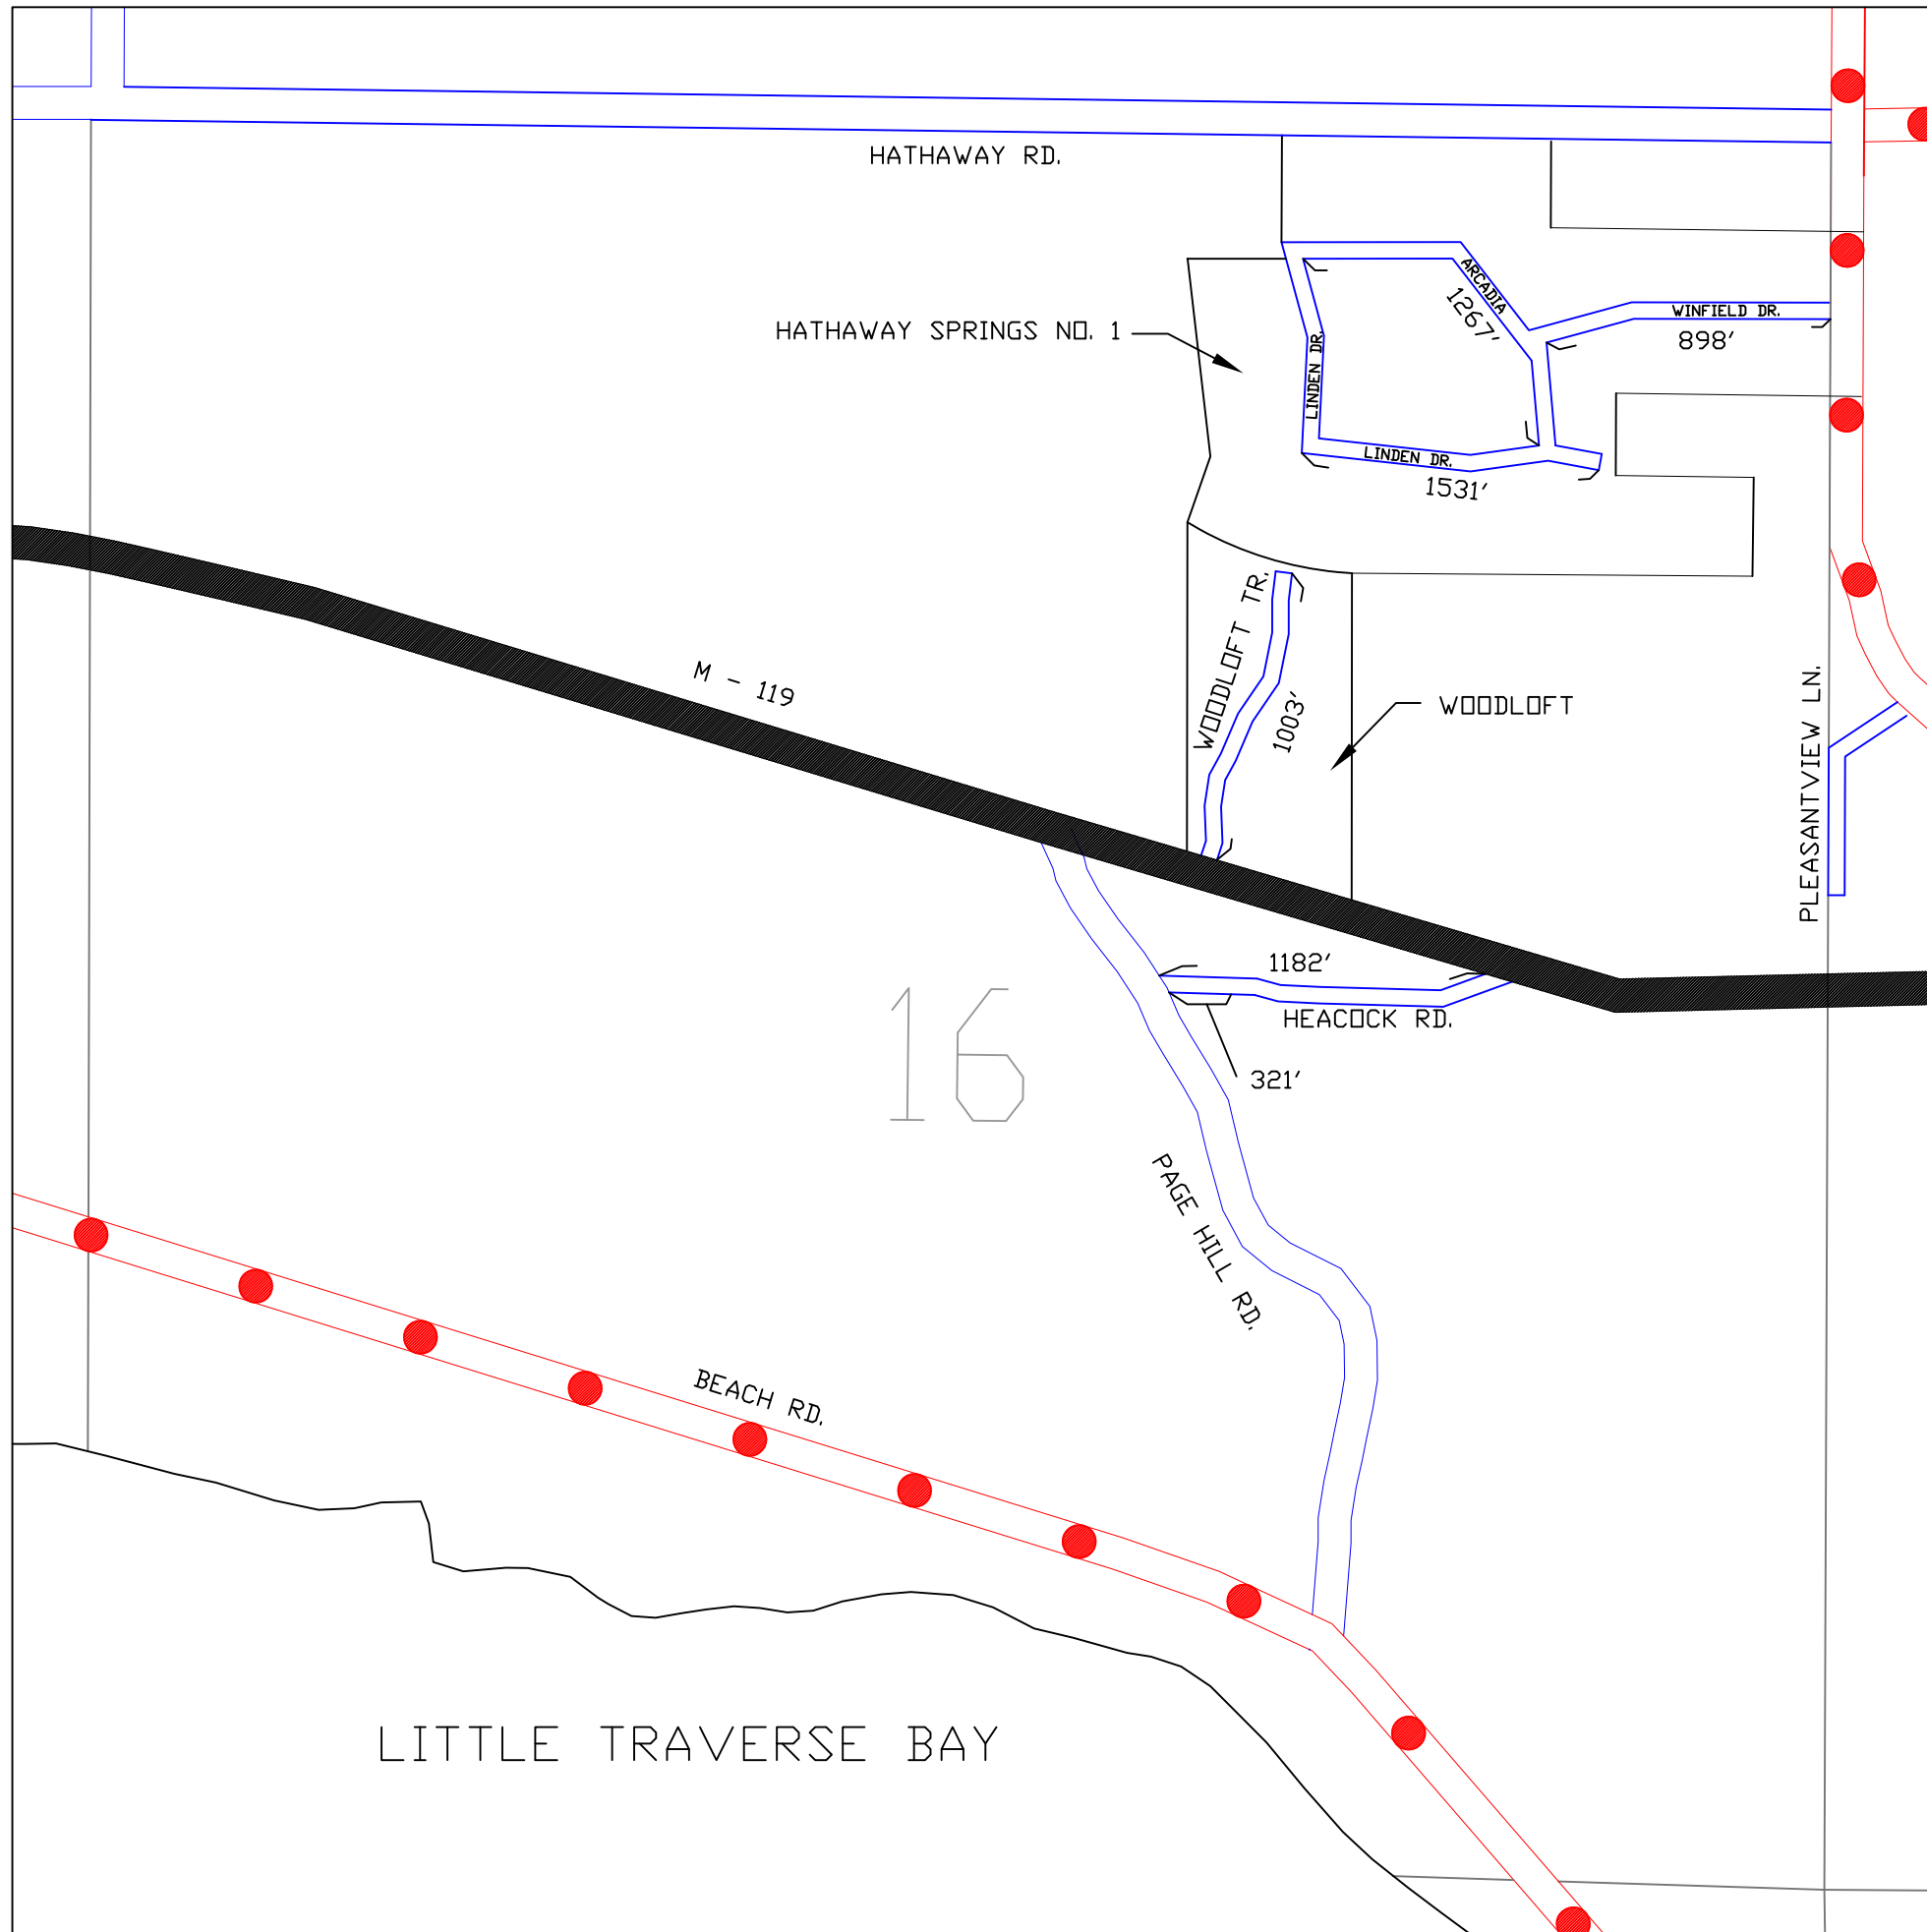 HATHAWAY RD.
ARCADIA
1267'
WINFIELD DR.
898'
HATHAWAY SPRINGS NO. 1
LINDEN DR.
LINDEN DR.
1531'
WOODLOFT TR.
1003'
M - 119
WOODLOFT
PLEASANTVIEW LN.
1182'
HEACOCK RD.
16
321'
PAGE HILL RD.
BEACH RD.
LITTLE TRAVERSE BAY